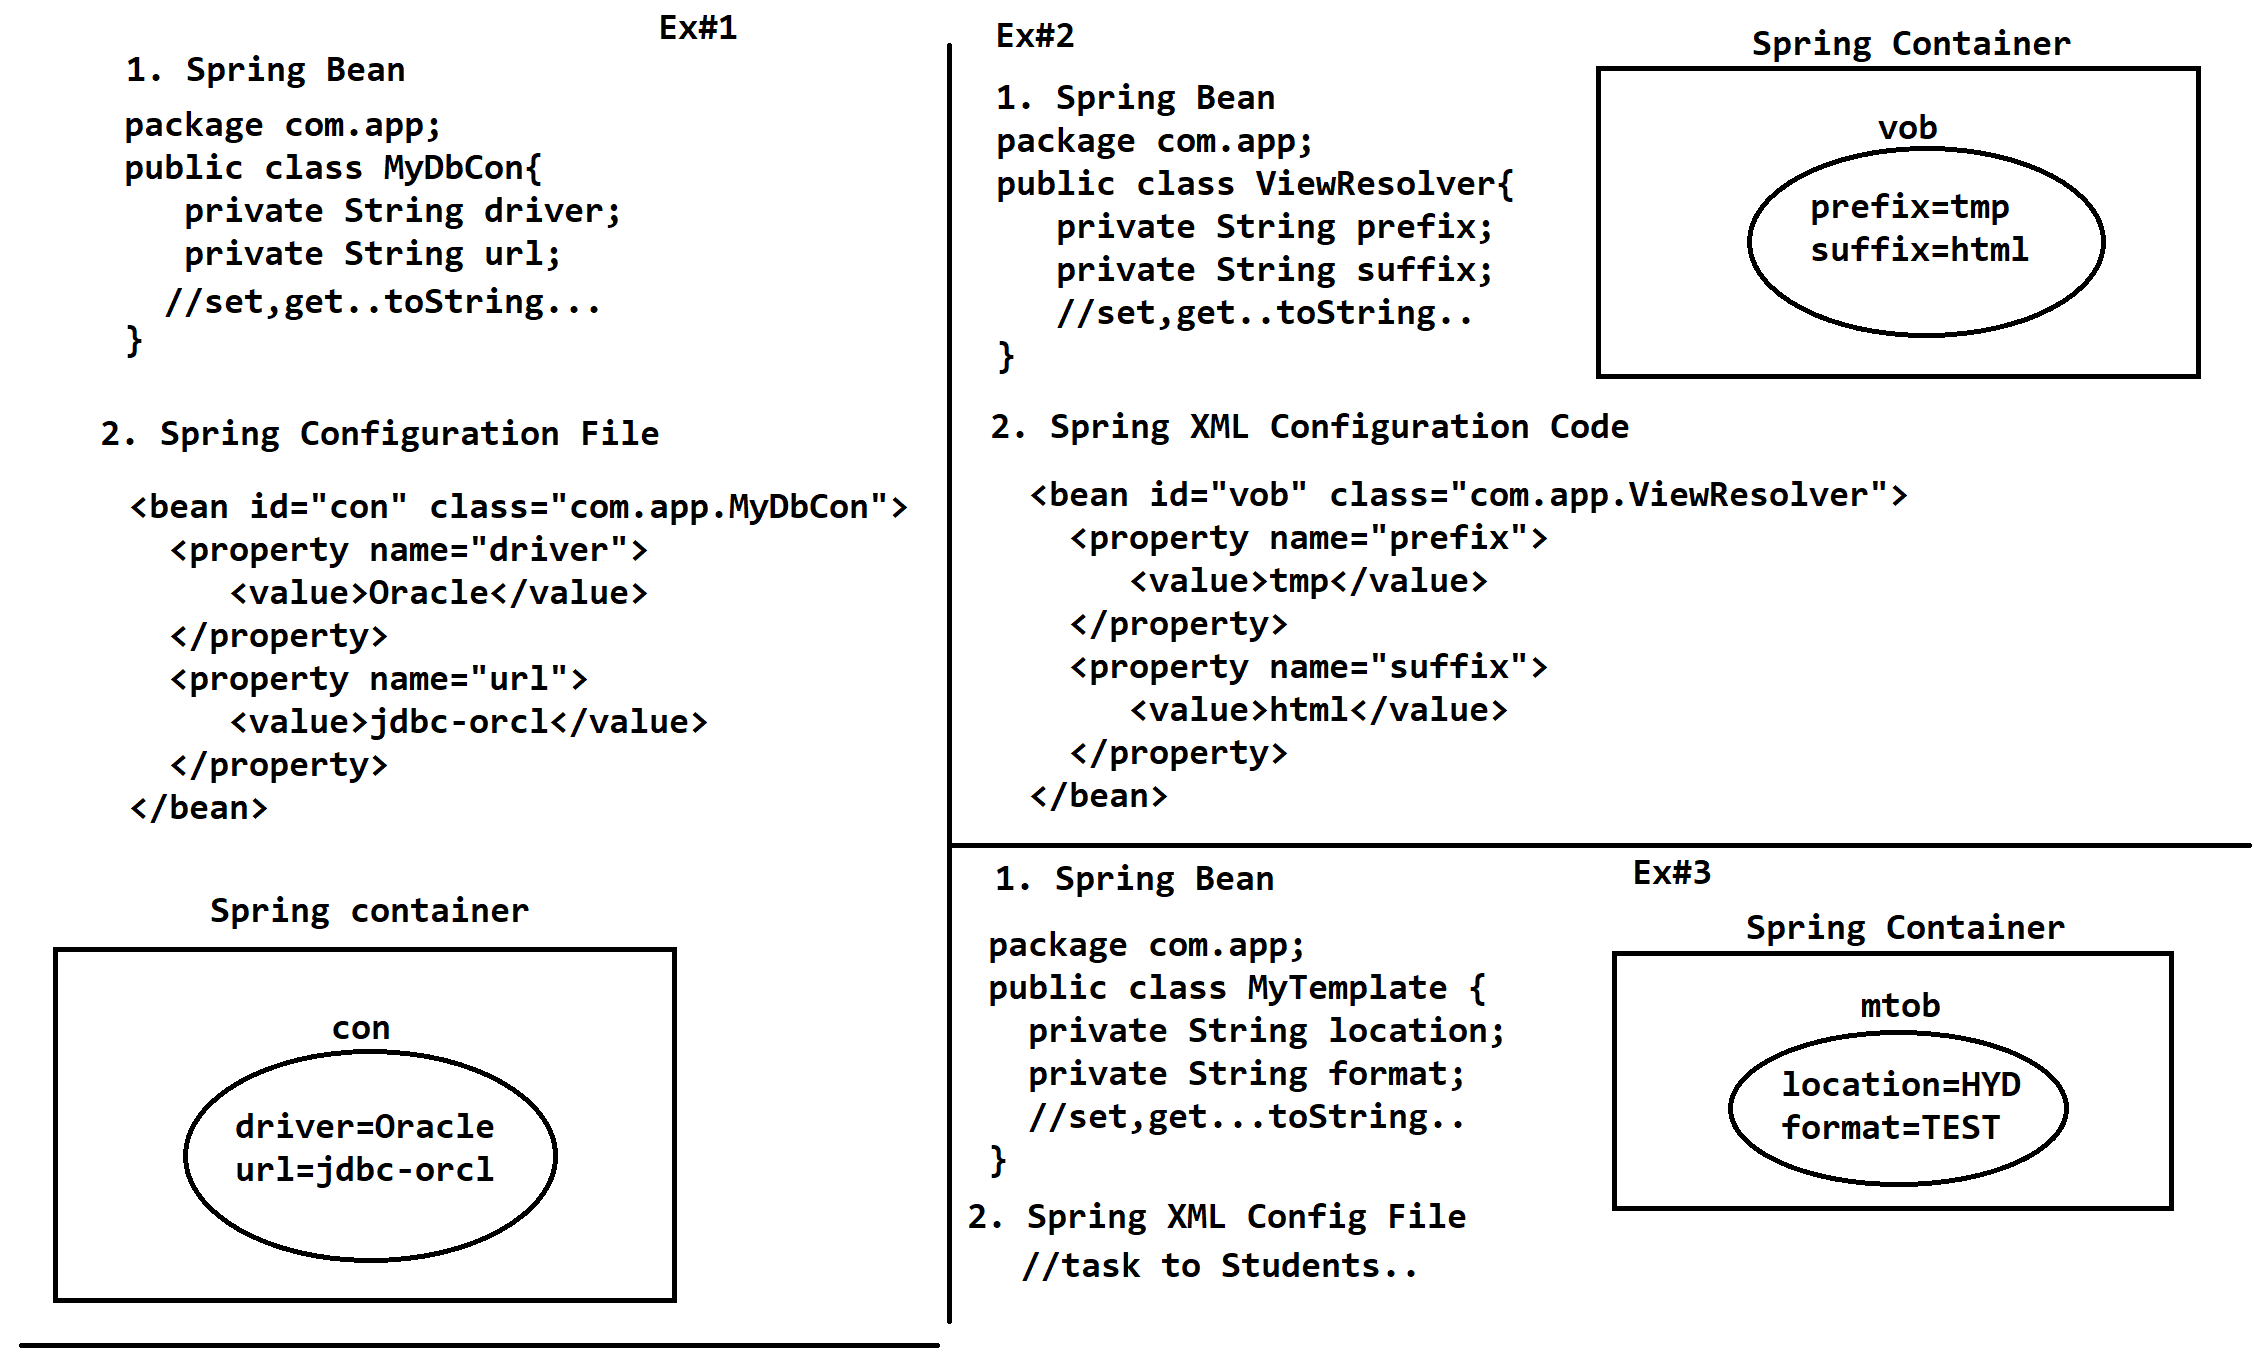 Ex#1
1. Spring Bean
package com.app;
public class MyDbCon{
   private String driver;
   private String url;
  //set,get..toString...
}
2. Spring Configuration File
<bean id="con" class="com.app.MyDbCon">
  <property name="driver">
     <value>Oracle</value>
  </property>
  <property name="url">
     <value>jdbc-orcl</value>
  </property>
</bean>
Spring container
con
driver=Oracle
url=jdbc-orcl
Ex#2
1. Spring Bean
package com.app;
public class ViewResolver{
   private String prefix;
   private String suffix;
   //set,get..toString..
}
Spring Container
vob
prefix=tmp
suffix=html
2. Spring XML Configuration Code
<bean id="vob" class="com.app.ViewResolver">
  <property name="prefix">
     <value>tmp</value>
  </property>
  <property name="suffix">
     <value>html</value>
  </property>
</bean>
Ex#3
1. Spring Bean
package com.app;
public class MyTemplate {
  private String location;
  private String format;
  //set,get...toString..
}
Spring Container
mtob
location=HYD
format=TEST
2. Spring XML Config File
//task to Students..